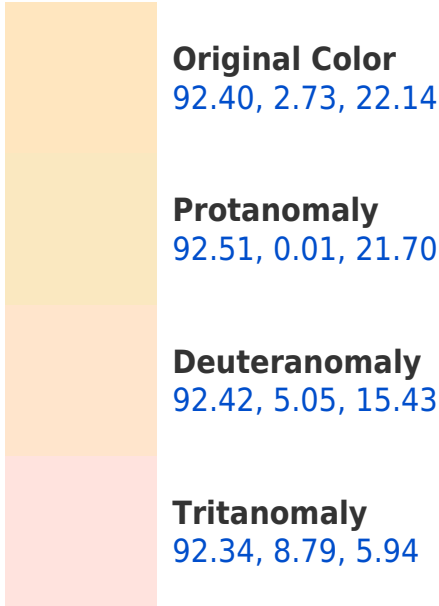 Original Color
92.40, 2.73, 22.14
Protanomaly
92.51, 0.01, 21.70
Deuteranomaly
92.42, 5.05, 15.43
Tritanomaly
92.34, 8.79, 5.94